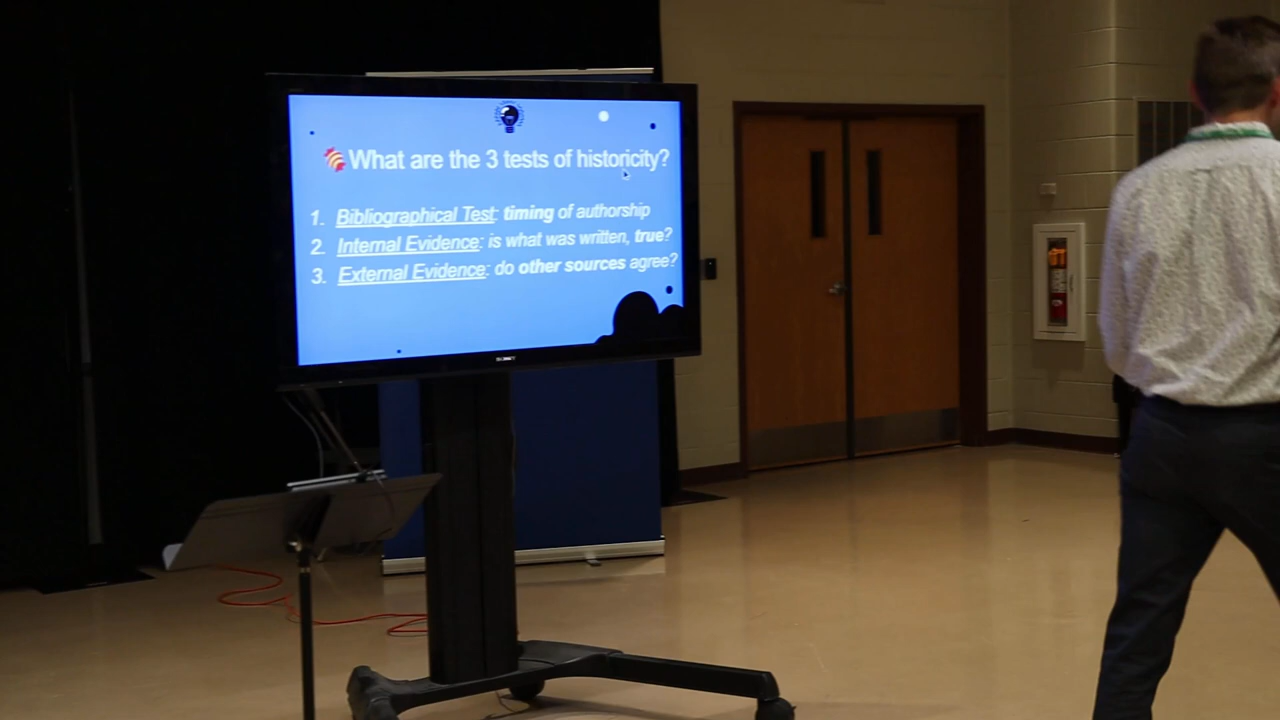 What are the 3 tests of historicity?
1. Bibliographical Test: timing of authorship
2. Internal Evidence: is what was written, true?
3. External Evidence: do other sources agree?